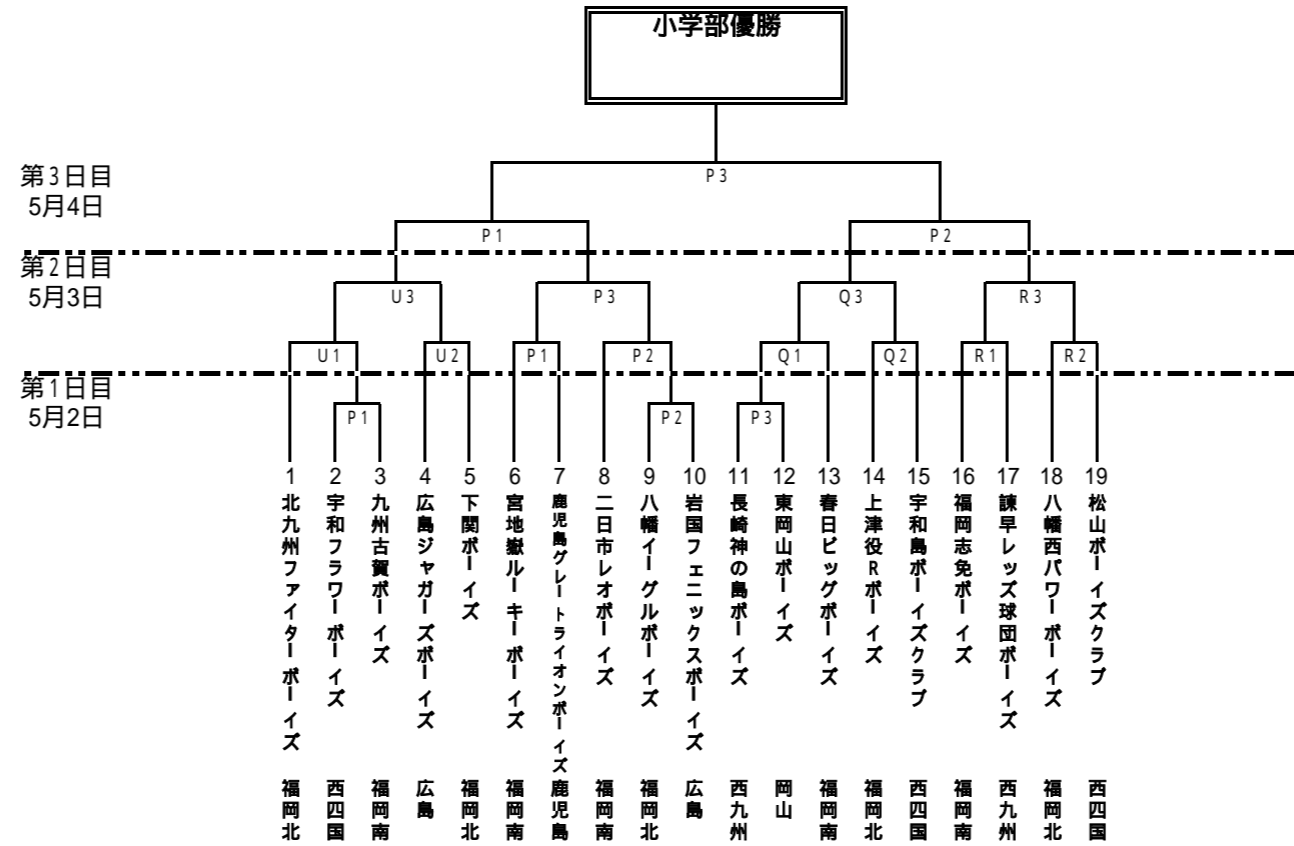 小学部優勝
P3
第3日目
5月4日
P1
P2
第2日目
5月3日
U3
P3
Q3
R3
U1
U2
P1
P2
Q1
Q2
R1
R2
第1日目
5月2日
P1
P2
P3
1
2
3
4
5
6
7
8
9
10
11
12
13
14
15
16
17
18
19
北九州ファイターボーイズ
宇和フラワーボーイズ
九州古賀ボーイズ
広島ジャガーズボーイズ
下関ボーイズ
宮地嶽ルーキーボーイズ
鹿児島グレートライオンボーイズ
二日市レオボーイズ
八幡イーグルボーイズ
岩国フェニックスボーイズ
長崎神の島ボーイズ
東岡山ボーイズ
春日ビッグボーイズ
上津役Rボーイズ
宇和島ボーイズクラブ
福岡志免ボーイズ
諫早レッズ球団ボーイズ
八幡西パワーボーイズ
松山ボーイズクラブ
福岡北
西四国
福岡南
広島
福岡北
福岡南
鹿児島
福岡南
福岡北
広島
西九州
岡山
福岡南
福岡北
西四国
福岡南
西九州
福岡北
西四国